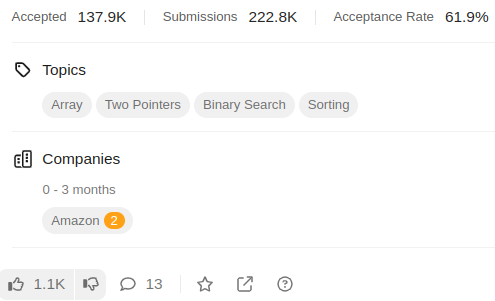 Accepted 137.9K Submissions 222.8K Acceptance Rate 61.9%
Topics
Array Two Pointers Binary Search Sorting
Companies
0 - 3 months
Amazon 2
1.1K 13